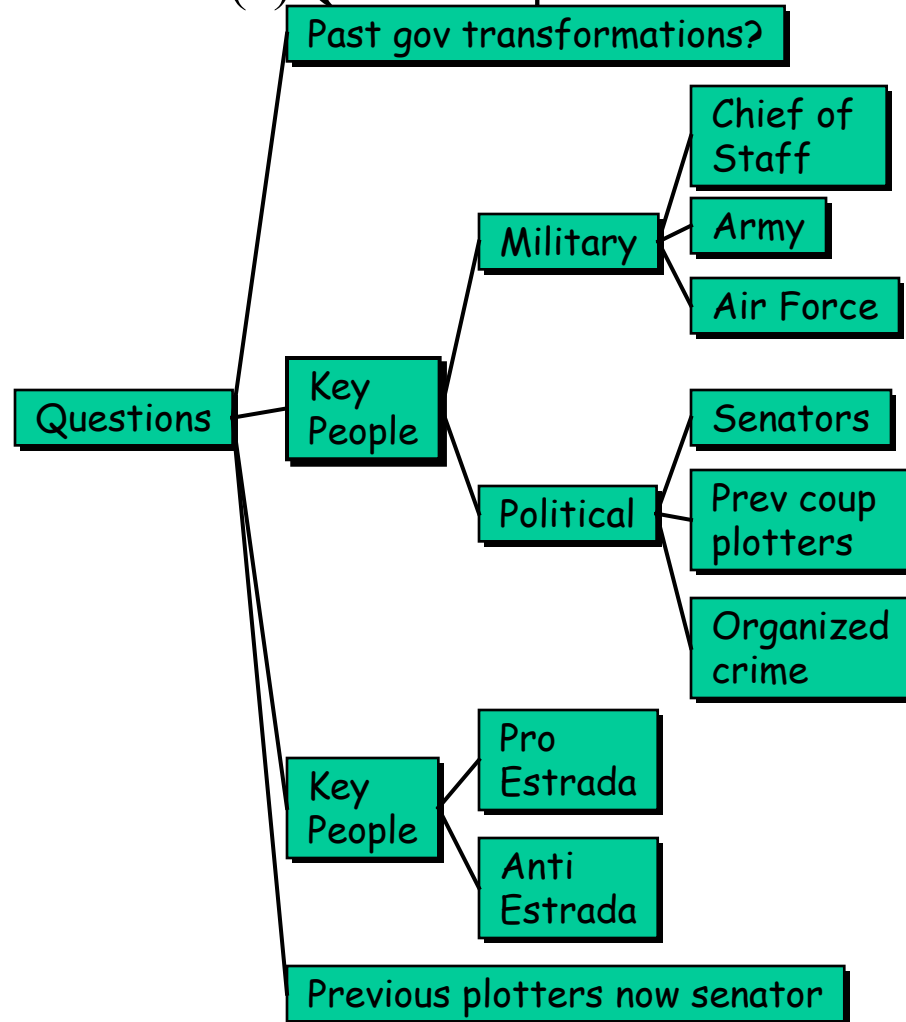 Past gov transformations?
Chief of
Staff
Army
Military
Air Force
Key
People
Questions
Senators
Political
Prev coup
plotters
Organized
crime
Pro
Estrada
Key
People
Anti
Estrada
Previous plotters now senator